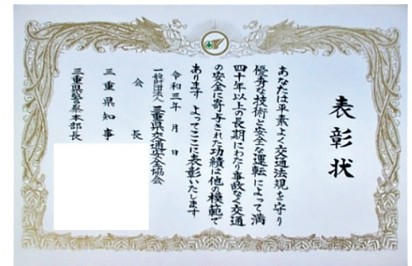 表彰状
あなたは平素よく交通法規を守り
優秀な技術と安全な運転によって満
四十年以上の長期にわたり事故なく交通
の安全に寄与された功績は他の模範で
あります よってここに表彰いたします
令和三年 月 日
一般財団法人 三重県交通安全協会
会長
三重県知事
三重県警察本部長